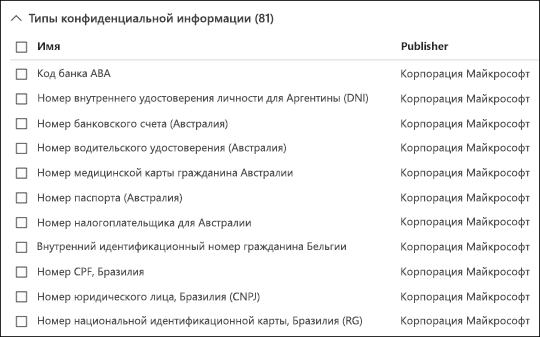 Типы конфиденциальной информации (81)
Имя Publisher
Код банка ABA Корпорация Майкрософт
Номер внутреннего удостоверения личности для Аргентины (DNI) Корпорация Майкрософт
Номер банковского счета (Австралия) Корпорация Майкрософт
Номер водительского удостоверения (Австралия) Корпорация Майкрософт
Номер медицинской карты гражданина Австралии Корпорация Майкрософт
Номер паспорта (Австралия) Корпорация Майкрософт
Номер налогоплательщика для Австралии Корпорация Майкрософт
Внутренний идентификационный номер гражданина Бельгии Корпорация Майкрософт
Номер CPF, Бразилия Корпорация Майкрософт
Номер юридического лица, Бразилия (CNPJ) Корпорация Майкрософт
Номер национальной идентификационной карты, Бразилия (RG) Корпорация Майкрософт